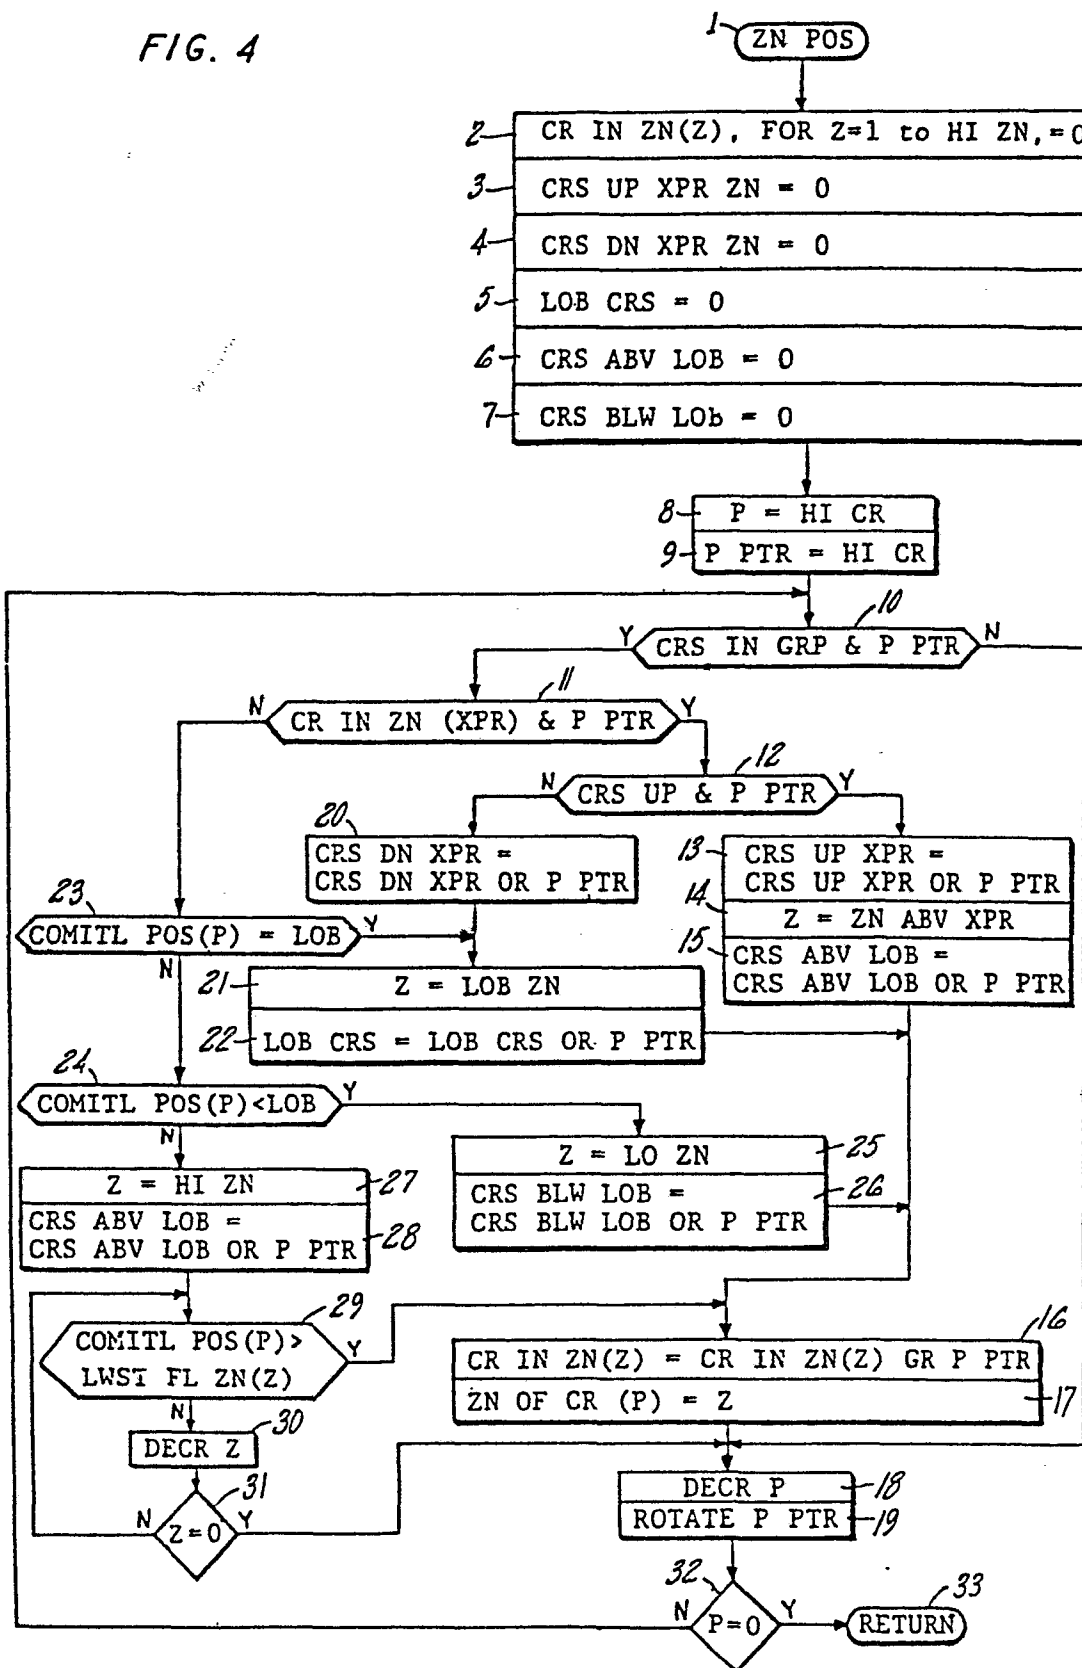 FIG. 4
1
ZN POS
2 CR IN ZN(Z), FOR Z=1 to HI ZN,=0
3 CRS UP XPR ZN = 0
4 CRS DN XPR ZN = 0
5 LOB CRS = 0
6 CRS ABV LOB = 0
7 CRS BLW LOb = 0
8 P = HI CR
9 P PTR = HI CR
10
Y CRS IN GRP & P PTR N
11
N CR IN ZN (XPR) & P PTR Y
12
N CRS UP & P PTR Y
20
CRS DN XPR =
CRS DN XPR OR P PTR
13 CRS UP XPR =
CRS UP XPR OR P PTR
14 Z = ZN ABV XPR
15 CRS ABV LOB =
CRS ABV LOB OR P PTR
23
COMITL POS(P) = LOB Y
N
21 Z = LOB ZN
22 LOB CRS = LOB CRS OR P PTR
24
COMITL POS(P)<LOB Y
N
Z = LO ZN 25
CRS BLW LOB = 26
CRS BLW LOB OR P PTR
Z = HI ZN 27
CRS ABV LOB =
CRS ABV LOB OR P PTR 28
29
COMITL POS(P)>
LWST FL ZN(Z) Y
N
30
DECR Z
31
N Z=0 Y
16
CR IN ZN(Z) = CR IN ZN(Z) GR P PTR
ZN OF CR (P) = Z 17
DECR P 18
ROTATE P PTR 19
32
N P=0 Y
33
RETURN